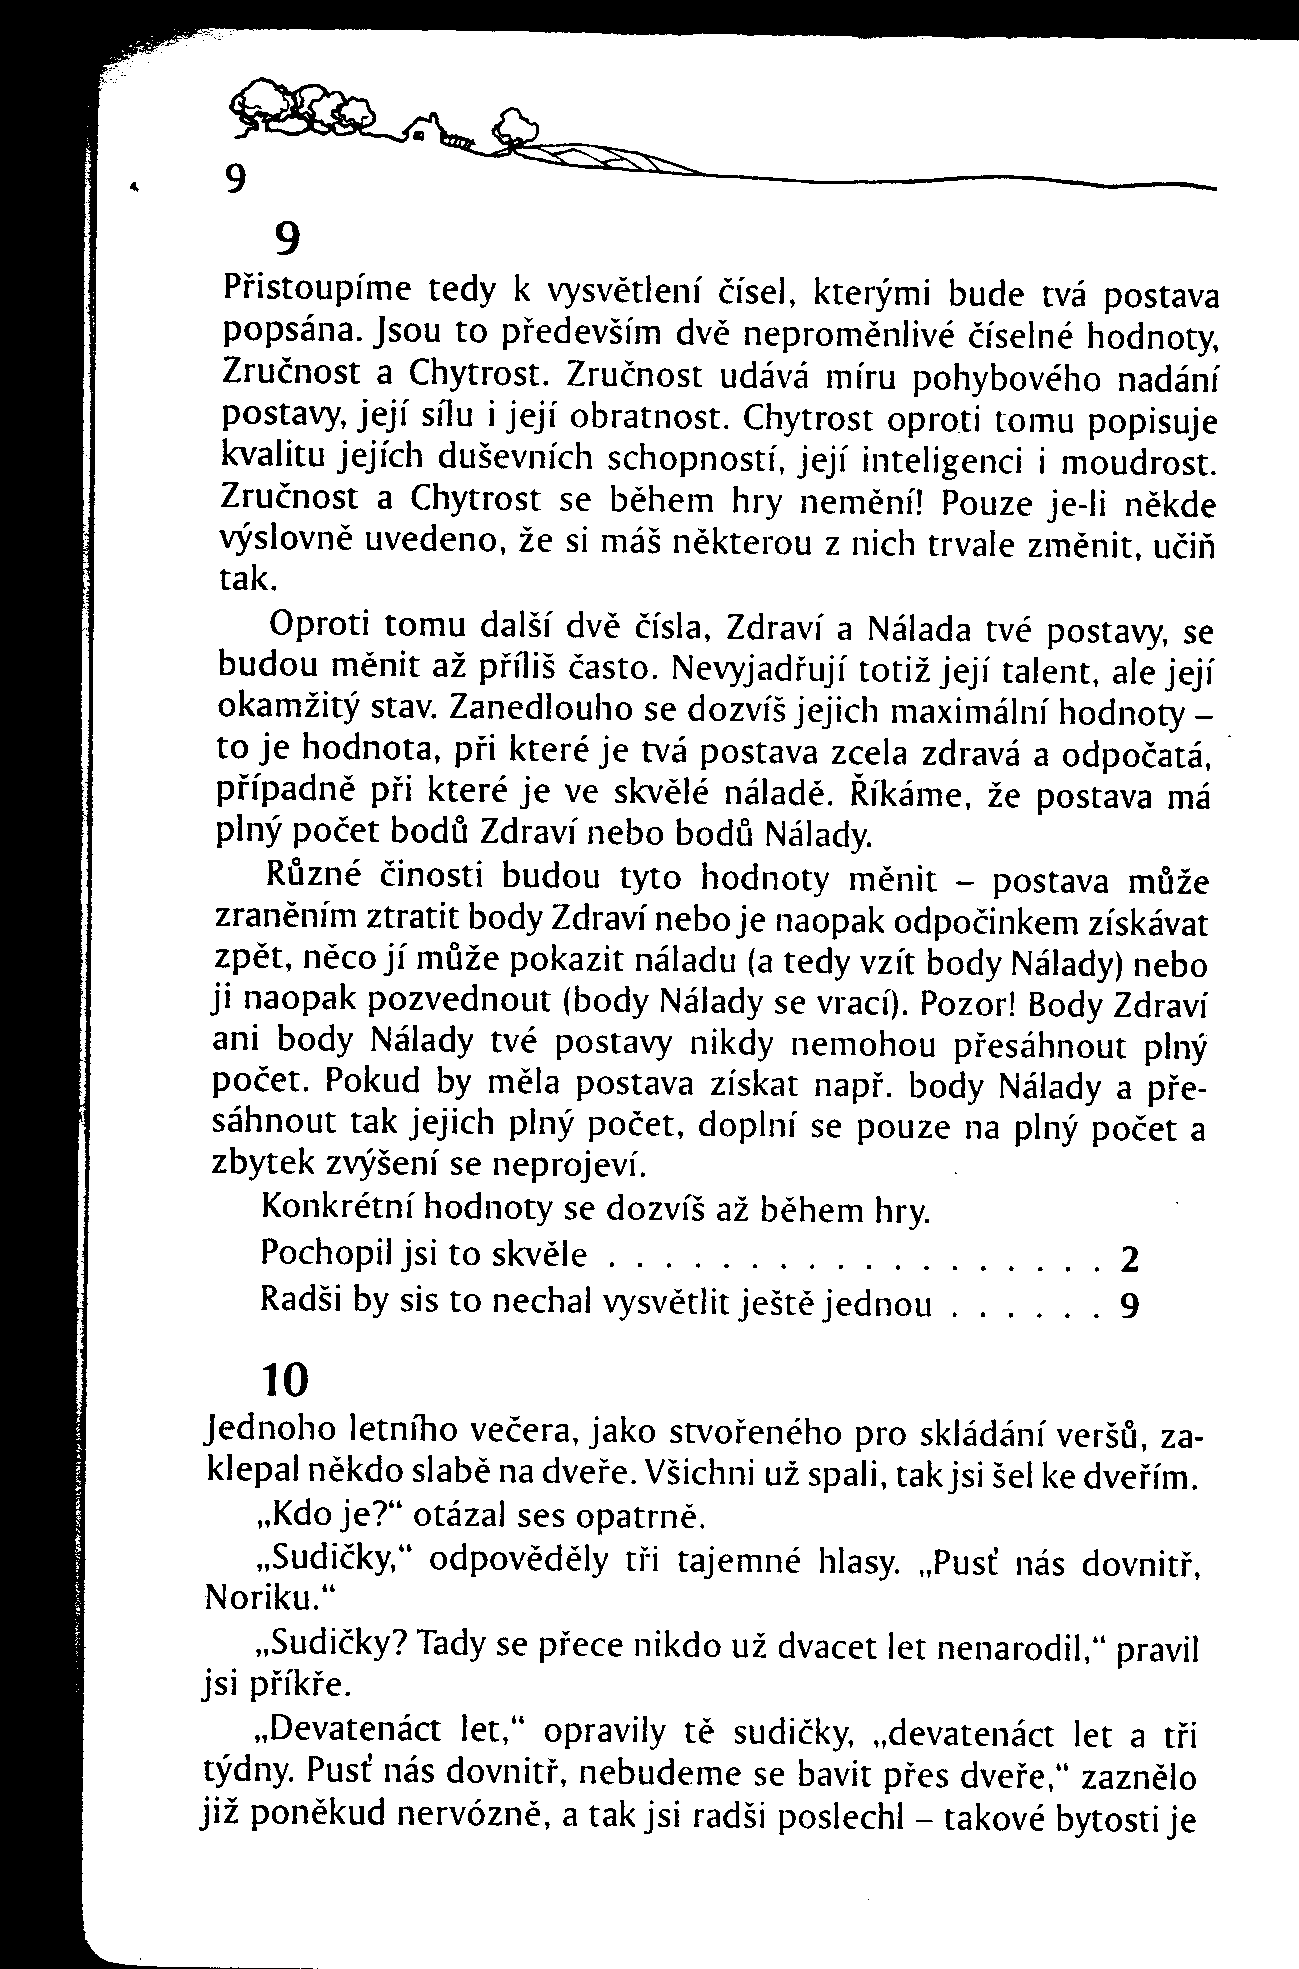 9
9
Přistoupíme tedy k vysvětlení čísel, kterými bude tvá postava
popsána. Jsou to především dvě neproměnlivé číselné hodnoty,
Zručnost a Chytrost. Zručnost udává míru pohybového nadání
postavy, její sílu i její obratnost. Chytrost oproti tomu popisuje
kvalitu jejích duševních schopností, její inteligenci i moudrost.
Zručnost a Chytrost se během hry nemění! Pouze je-li někde
výslovně uvedeno, že si máš některou z nich trvale změnit, učiň
tak.
Oproti tomu další dvě čísla, Zdraví a Nálada tvé postavy, se
budou měnit až příliš často. Nevyjadřují totiž její talent, ale její
okamžitý stav. Zanedlouho se dozvíš jejich maximální hodnoty –
to je hodnota, při které je tvá postava zcela zdravá a odpočatá,
případně při které je ve skvělé náladě. Říkáme, že postava má
plný počet bodů Zdraví nebo bodů Nálady.
Různé činosti budou tyto hodnoty měnit – postava může
zraněním ztratit body Zdraví nebo je naopak odpočinkem získávat
zpět, něco jí může pokazit náladu (a tedy vzít body Nálady) nebo
ji naopak pozvednout (body Nálady se vrací). Pozor! Body Zdraví
ani body Nálady tvé postavy nikdy nemohou přesáhnout plný
počet. Pokud by měla postava získat např. body Nálady a pře-
sáhnout tak jejich plný počet, doplní se pouze na plný počet a
zbytek zvýšení se neprojeví.
Konkrétní hodnoty se dozvíš až během hry.
Pochopil jsi to skvěle . . . . . . . . . . . . . . . . . . 2
Radši by sis to nechal vysvětlit ještě jednou . . . . . . 9
10
Jednoho letního večera, jako stvořeného pro skládání veršů, za-
klepal někdo slabě na dveře. Všichni už spali, tak jsi šel ke dveřím.
„Kdo je?“ otázal ses opatrně.
„Sudičky,“ odpověděly tři tajemné hlasy. „Pusť nás dovnitř,
Noriku.“
„Sudičky? Tady se přece nikdo už dvacet let nenarodil,“ pravil
jsi příkře.
„Devatenáct let,“ opravily tě sudičky, „devatenáct let a tři
týdny. Pusť nás dovnitř, nebudeme se bavit přes dveře,“ zaznělo
již poněkud nervózně, a tak jsi radši poslechl – takové bytosti je